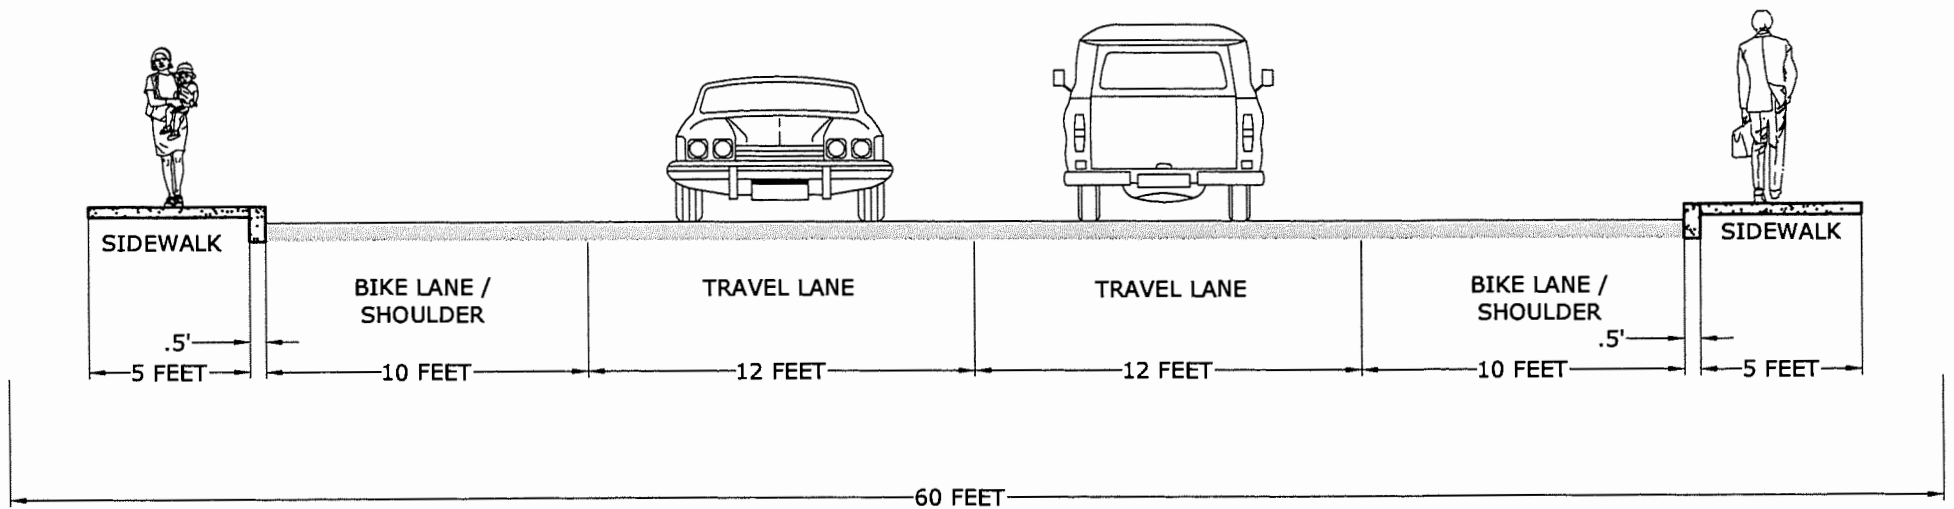 SIDEWALK
SIDEWALK
BIKE LANE /
SHOULDER
TRAVEL LANE
TRAVEL LANE
BIKE LANE /
SHOULDER
.5'
.5'
5 FEET
10 FEET
12 FEET
12 FEET
10 FEET
5 FEET
60 FEET